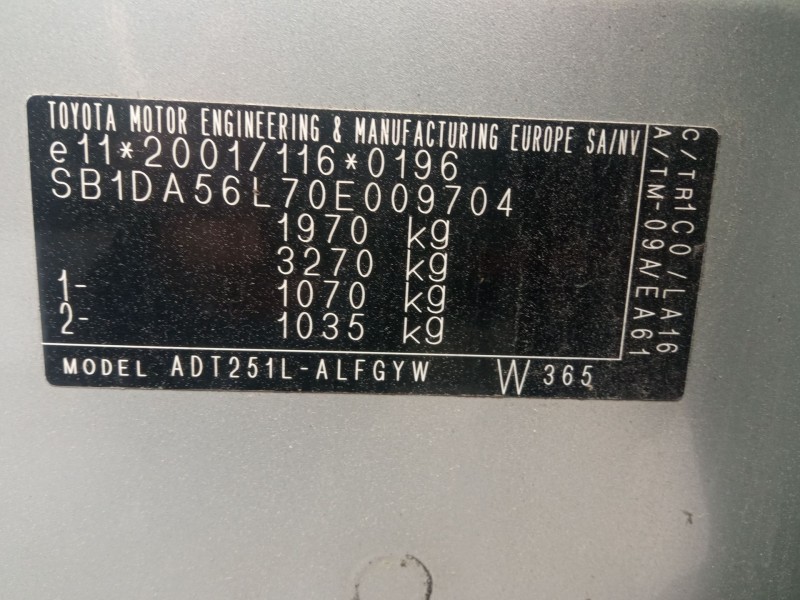 TOYOTA MOTOR ENGINEERING & MANUFACTURING EUROPE SA/NV
e11*2001/116*0196
SB1DA56L70E009704
1970 kg
3270 kg
1- 1070 kg
2- 1035 kg
MODEL ADT251L-ALFGYW W 365
C/TR1C0/LA16
A/TM-09A/EA61